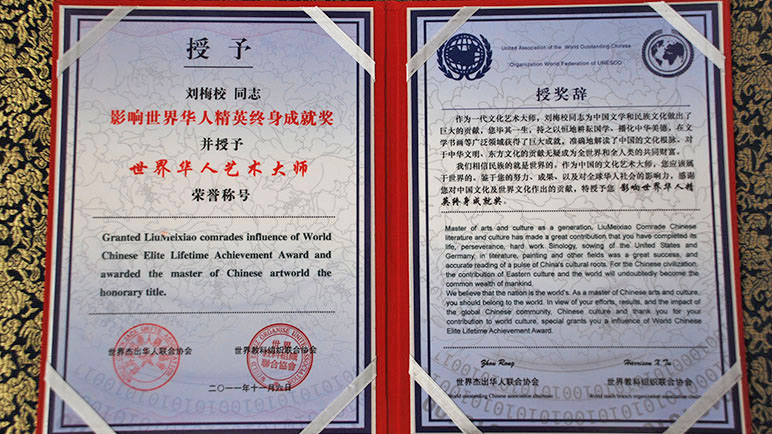 授予
刘梅校 同志
影响世界华人精英终身成就奖
并授予
世界华人艺术大师
荣誉称号
Granted LiuMeixiao comrades influence of World
Chinese Elite Lifetime Achievement Award and
awarded the master of Chinese artworld the
honorary title.
世界杰出华人联合协会
世界教科组织联合协会
二〇一一年十一月六日
United Association of the World Outstanding Chinese
Organization World Federation of UNESCO
授奖辞
作为一代文化艺术大师，刘梅校同志为中国文学和民族文化做出了
巨大的贡献，您毕其一生，持之以恒地耕耘国学、播化中华美德，在文
学书画等广泛领域获得了巨大成就，准确地解读了中国的文化根脉。对
于中华文明、东方文化的贡献无疑成为全世界和全人类的共同财富。
我们相信民族的就是世界的。作为中国的文化艺术大师，您应该属
于世界的。鉴于您的努力、成果、以及对全球华人社会的影响力，感谢
您对中国文化及世界文化作出的贡献，特授予您 影响世界华人精
英终身成就奖。
Master of arts and culture as a generation, LiuMeixiao Comrade Chinese
literature and culture has made a great contribution that you have completed its
life, perseverance, hard work Sinology, sowing of the United States and
Germany, in literature, painting and other fields was a great success, and
accurate reading of a pulse of China's cultural roots. For the Chinese civilization,
the contribution of Eastern culture and the world will undoubtedly become the
common wealth of mankind.
We believe that the nation is the world's. As a master of Chinese arts and culture,
you should belong to the world. In view of your efforts, results, and the impact of
the global Chinese community, Chinese culture and thank you for your
contribution to world culture, special grants you a influence of World Chinese
Elite Lifetime Achievement Award.
Zhou Rong
Harrison X Tu
世界杰出华人联合协会
世界教科组织联合协会
World outstanding Chinese association chairman